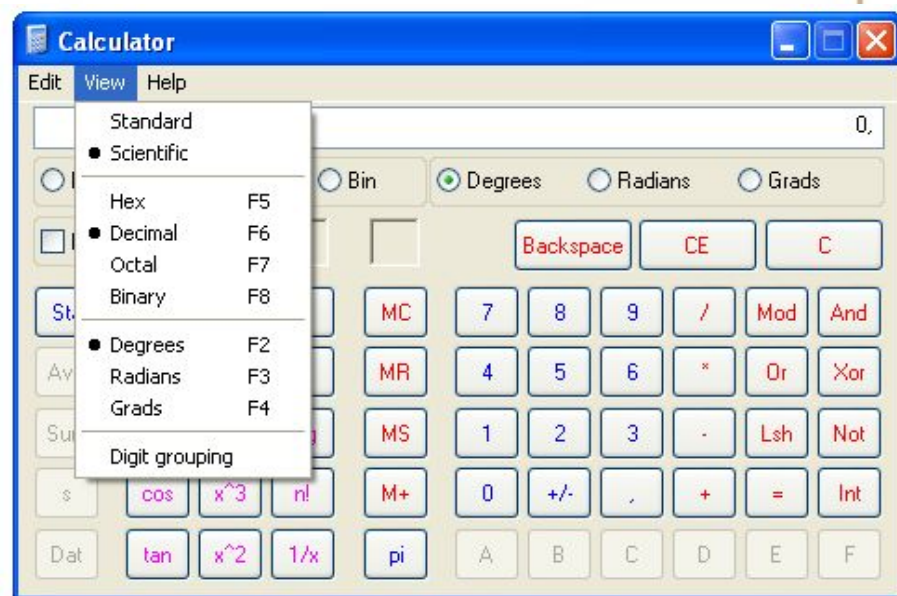 Calculator
Edit View Help
0,
Standard
Scientific
Hex F5
Decimal F6
Octal F7
Binary F8
Degrees F2
Radians F3
Grads F4
Digit grouping
Bin Degrees Radians Grads
Backspace CE C
MC 7 8 9 / Mod And
MR 4 5 6 * Or Xor
MS 1 2 3 - Lsh Not
s cos x^3 n! M+ 0 +/- , + = Int
Dat tan x^2 1/x pi A B C D E F